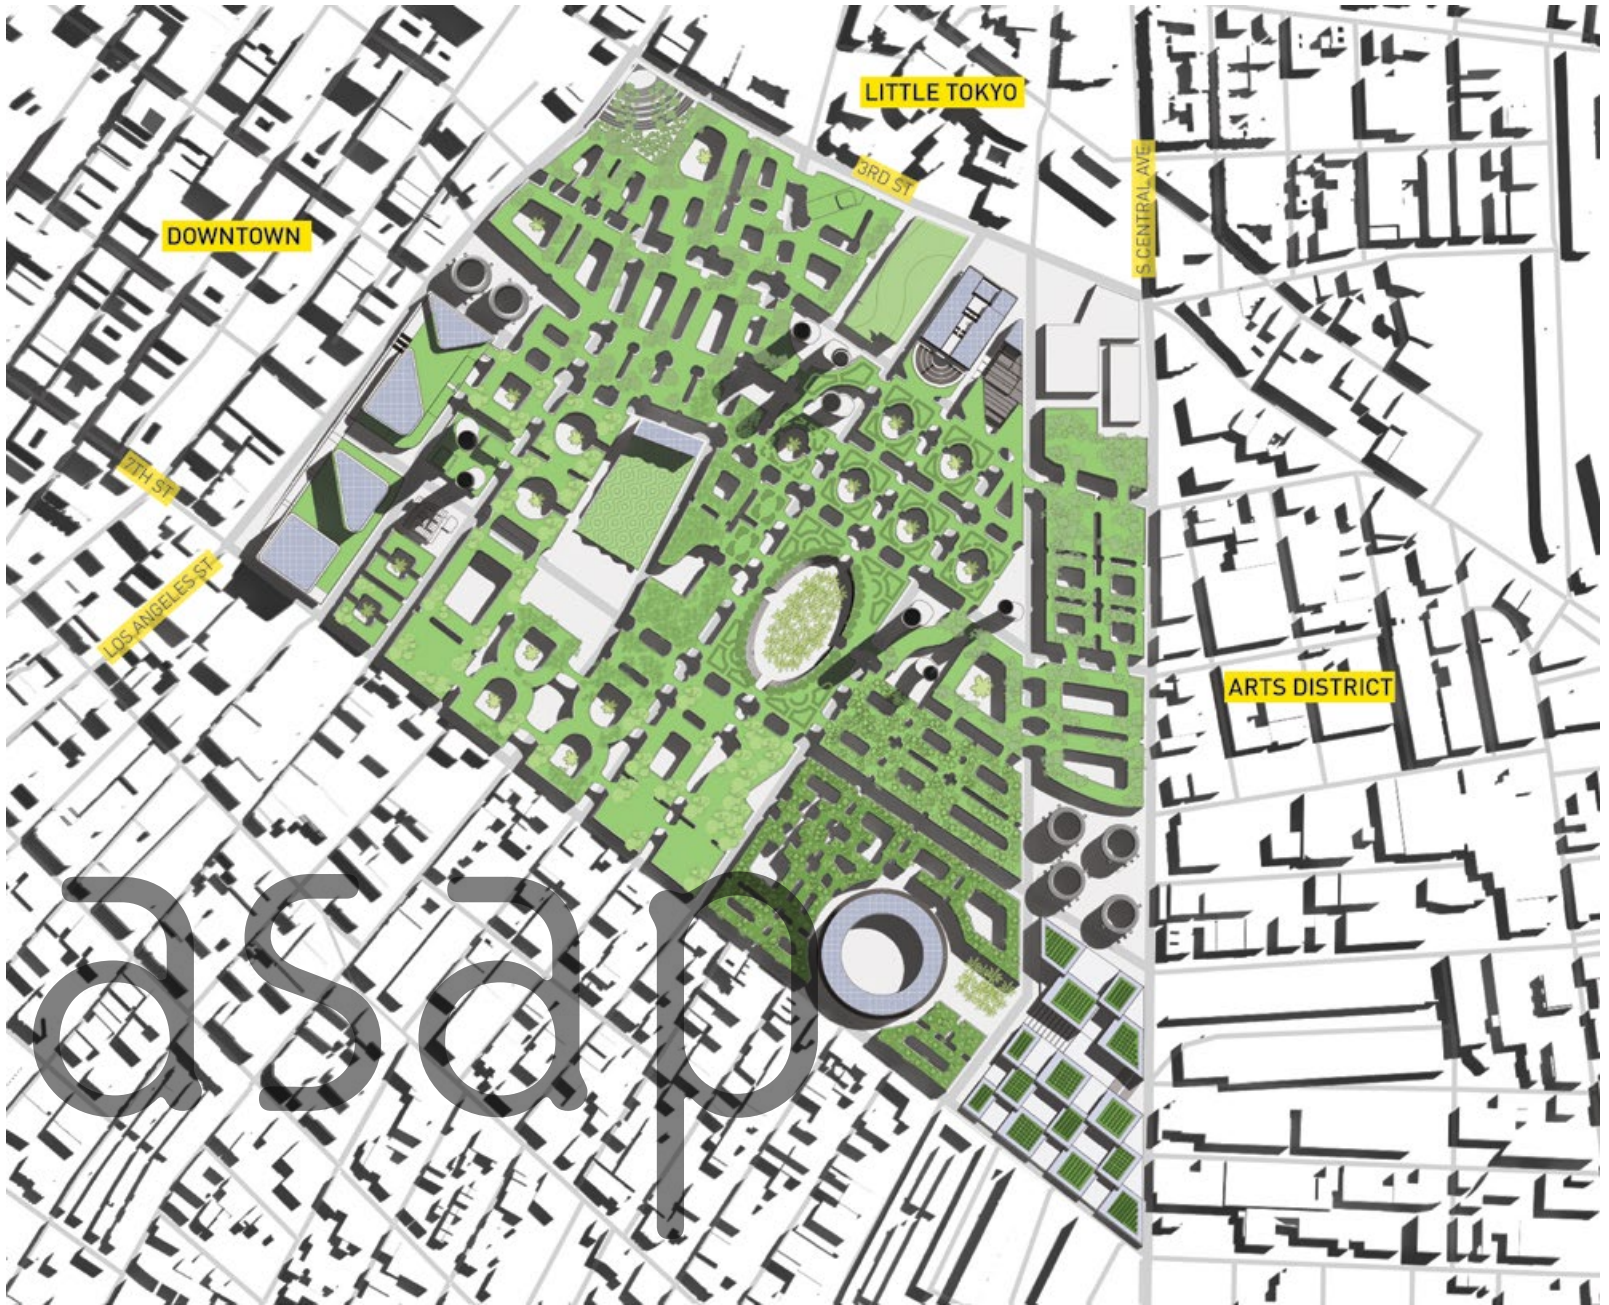 LITTLE TOKYO
3RD ST
S.CENTRAL AVE
DOWNTOWN
7TH ST
LOS ANGELES ST
ARTS DISTRICT
asap